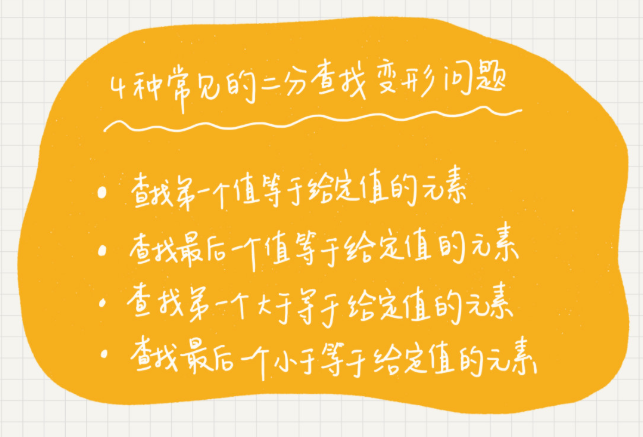 4种常见的二分查找变形问题
• 查找第一个值等于给定值的元素
• 查找最后一个值等于给定值的元素
• 查找第一个大于等于给定值的元素
• 查找最后一个小于等于给定值的元素